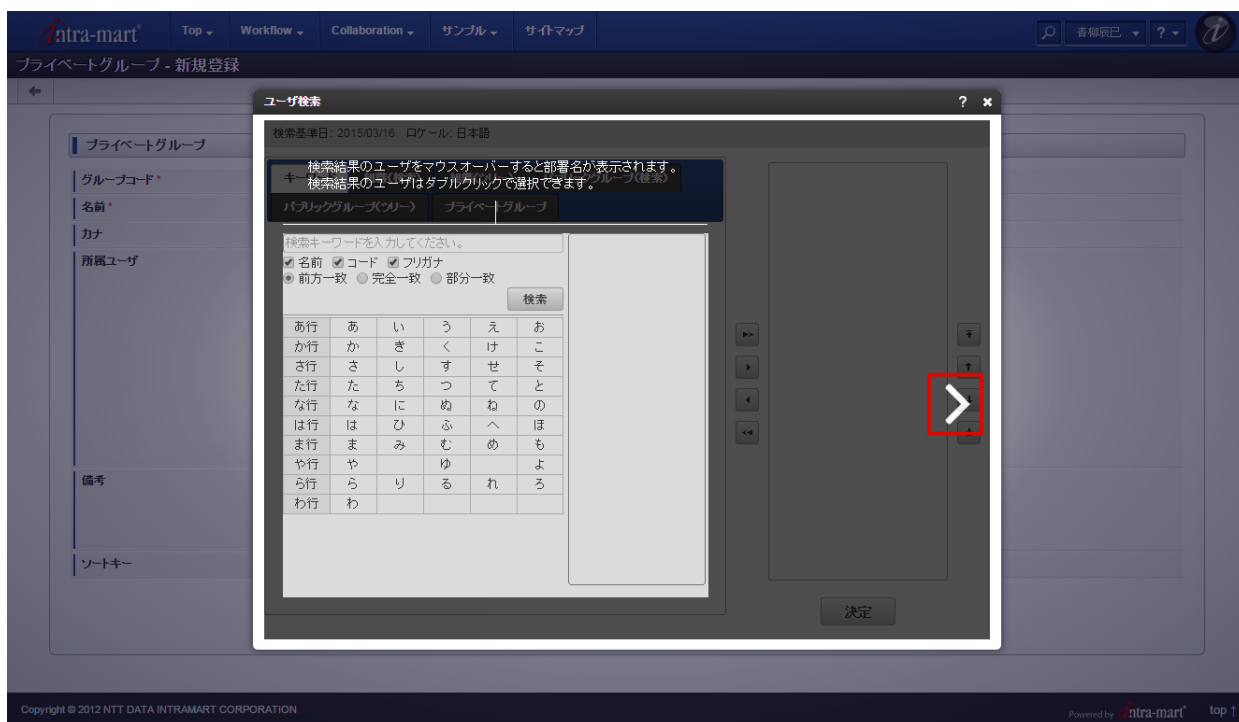 intra-mart Top Workflow Collaboration サンプル サイトマップ 青柳辰巳 ?
プライベートグループ - 新規登録
ユーザ検索 ?
検索基準日: 2015/03/16 ロケール: 日本語
検索結果のユーザをマウスオーバーすると部署名が表示されます。
検索結果のユーザはダブルクリックで選択できます。
パブリックグループ(ツリー) プライベートグループ
検索キーワードを入力してください。
名前 コード フリガナ
前方一致 完全一致 部分一致
検索
あ行 あ い う え お
か行 か き く け こ
さ行 さ し す せ そ
た行 た ち つ て と
な行 な に ぬ ね の
は行 は ひ ふ へ ほ
ま行 ま み む め も
や行 や ゆ よ
ら行 ら り る れ ろ
わ行 わ
決定
プライベートグループ
グループコード *
名前 *
カナ
所属ユーザ
備考
ソートキー
Copyright © 2012 NTT DATA INTRAMART CORPORATION
Powered by intra-mart top ↑